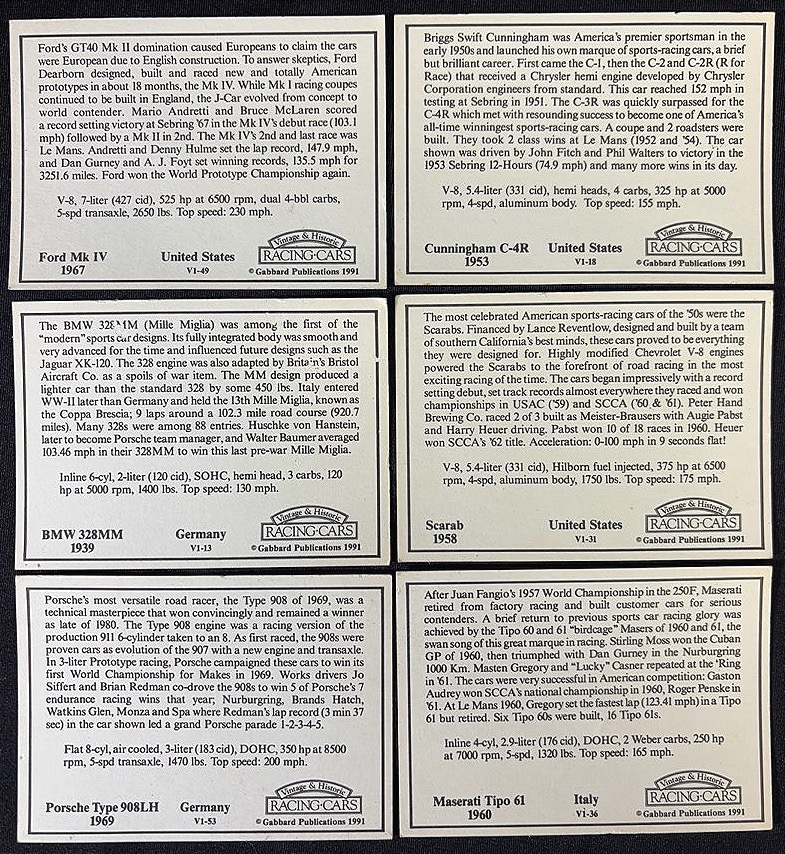 Ford's GT40 Mk II domination caused Europeans to claim the cars
were European due to English construction. To answer skeptics, Ford
Dearborn designed, built and raced new and totally American
prototypes in about 18 months, the Mk IV. While Mk I racing coupes
continued to be built in England, the J-Car evolved from concept to
world contender. Mario Andretti and Bruce McLaren scored
a record setting victory at Sebring '67 in the Mk IV's debut race (103.1
mph) followed by a Mk II in 2nd. The Mk IV's 2nd and last race was
Le Mans. Andretti and Denny Hulme set the lap record, 147.9 mph,
and Dan Gurney and A. J. Foyt set winning records, 135.5 mph for
3251.6 miles. Ford won the World Prototype Championship again.
V-8, 7-liter (427 cid), 525 hp at 6500 rpm, dual 4-bbl carbs,
5-spd transaxle, 2650 lbs. Top speed: 230 mph.
Ford Mk IV
1967
United States
V1-49
Vintage & Historic
RACING·CARS
© Gabbard Publications 1991
Briggs Swift Cunningham was America's premier sportsman in the
early 1950s and launched his own marque of sports-racing cars, a brief
but brilliant career. First came the C-1, then the C-2 and C-2R (R for
Race) that received a Chrysler hemi engine developed by Chrysler
Corporation engineers from standard. This car reached 152 mph in
testing at Sebring in 1951. The C-3R was quickly surpassed for the
C-4R which met with resounding success to become one of America's
all-time winningest sports-racing cars. A coupe and 2 roadsters were
built. They took 2 class wins at Le Mans (1952 and '54). The car
shown was driven by John Fitch and Phil Walters to victory in the
1953 Sebring 12-Hours (74.9 mph) and many more wins in its day.
V-8, 5.4-liter (331 cid), hemi heads, 4 carbs, 325 hp at 5000
rpm, 4-spd, aluminum body. Top speed: 155 mph.
Cunningham C-4R
1953
United States
V1-18
Vintage & Historic
RACING·CARS
© Gabbard Publications 1991
The BMW 328MM (Mille Miglia) was among the first of the
"modern" sports car designs. Its fully integrated body was smooth and
very advanced for the time and influenced future designs such as the
Jaguar XK-120. The 328 engine was also adapted by Britain's Bristol
Aircraft Co. as a spoils of war item. The MM design produced a
lighter car than the standard 328 by some 450 lbs. Italy entered
WW-II later than Germany and held the 13th Mille Miglia, known as
the Coppa Brescia; 9 laps around a 102.3 mile road course (920.7
miles). Many 328s were among 88 entries. Huschke von Hanstein,
later to become Porsche team manager, and Walter Baumer averaged
103.46 mph in their 328MM to win this last pre-war Mille Miglia.
Inline 6-cyl, 2-liter (120 cid), SOHC, hemi head, 3 carbs, 120
hp at 5000 rpm, 1400 lbs. Top speed: 130 mph.
BMW 328MM
1939
Germany
V1-13
Vintage & Historic
RACING·CARS
© Gabbard Publications 1991
The most celebrated American sports-racing cars of the '50s were the
Scarabs. Financed by Lance Reventlow, designed and built by a team
of southern California's best minds, these cars proved to be everything
they were designed for. Highly modified Chevrolet V-8 engines
powered the Scarabs to the forefront of road racing in the most
exciting racing of the time. The cars began impressively with a record
setting debut, set track records almost everywhere they raced and won
championships in USAC ('59) and SCCA ('60,& '61). Peter Hand
Brewing Co. raced 2 of 3 built as Meister-Brausers with Augie Pabst
and Harry Heuer driving. Pabst won 10 of 18 races in 1960. Heuer
won SCCA's '62 title. Acceleration: 0-100 mph in 9 seconds flat!
V-8, 5.4-liter (331 cid), Hilborn fuel injected, 375 hp at 6500
rpm, 4-spd, aluminum body, 1750 lbs. Top speed: 175 mph.
Scarab
1958
United States
V1-31
Vintage & Historic
RACING·CARS
© Gabbard Publications 1991
Porsche's most versatile road racer, the Type 908 of 1969, was a
technical masterpiece that won convincingly and remained a winner
as late of 1980. The Type 908 engine was a racing version of the
production 911 6-cylinder taken to an 8. As first raced, the 908s were
proven cars as evolution of the 907 with a new engine and transaxle.
In 3-liter Prototype racing, Porsche campaigned these cars to win its
first World Championship for Makes in 1969. Works drivers Jo
Siffert and Brian Redman co-drove the 908s to win 5 of Porsche's 7
endurance racing wins that year; Nurburgring, Brands Hatch,
Watkins Glen, Monza and Spa where Redman's lap record (3 min 37
sec) in the car shown led a grand Porsche parade 1-2-3-4-5.
Flat 8-cyl, air cooled, 3-liter (183 cid), DOHC, 350 hp at 8500
rpm, 5-spd transaxle, 1470 lbs. Top speed: 200 mph.
Porsche Type 908LH
1969
Germany
V1-53
Vintage & Historic
RACING·CARS
© Gabbard Publications 1991
After Juan Fangio's 1957 World Championship in the 250F, Maserati
retired from factory racing and built customer cars for serious
contenders. A brief return to previous sports car racing glory was
achieved by the Tipo 60 and 61 "birdcage" Masers of 1960 and 61, the
swan song of this great marque in racing. Stirling Moss won the Cuban
GP of 1960, then triumphed with Dan Gurney in the Nurburgring
1000 Km. Masten Gregory and "Lucky" Casner repeated at the 'Ring
in '61. The cars were very successful in American competition: Gaston
Audrey won SCCA's national championship in 1960, Roger Penske in
'61. At Le Mans 1960, Gregory set the fastest lap (123.41 mph) in a Tipo
61 but retired. Six Tipo 60s were built, 16 Tipo 61s.
Inline 4-cyl, 2.9-liter (176 cid), DOHC, 2 Weber carbs, 250 hp
at 7000 rpm, 5-spd, 1320 lbs. Top speed: 165 mph.
Maserati Tipo 61
1960
Italy
V1-36
Vintage & Historic
RACING·CARS
© Gabbard Publications 1991